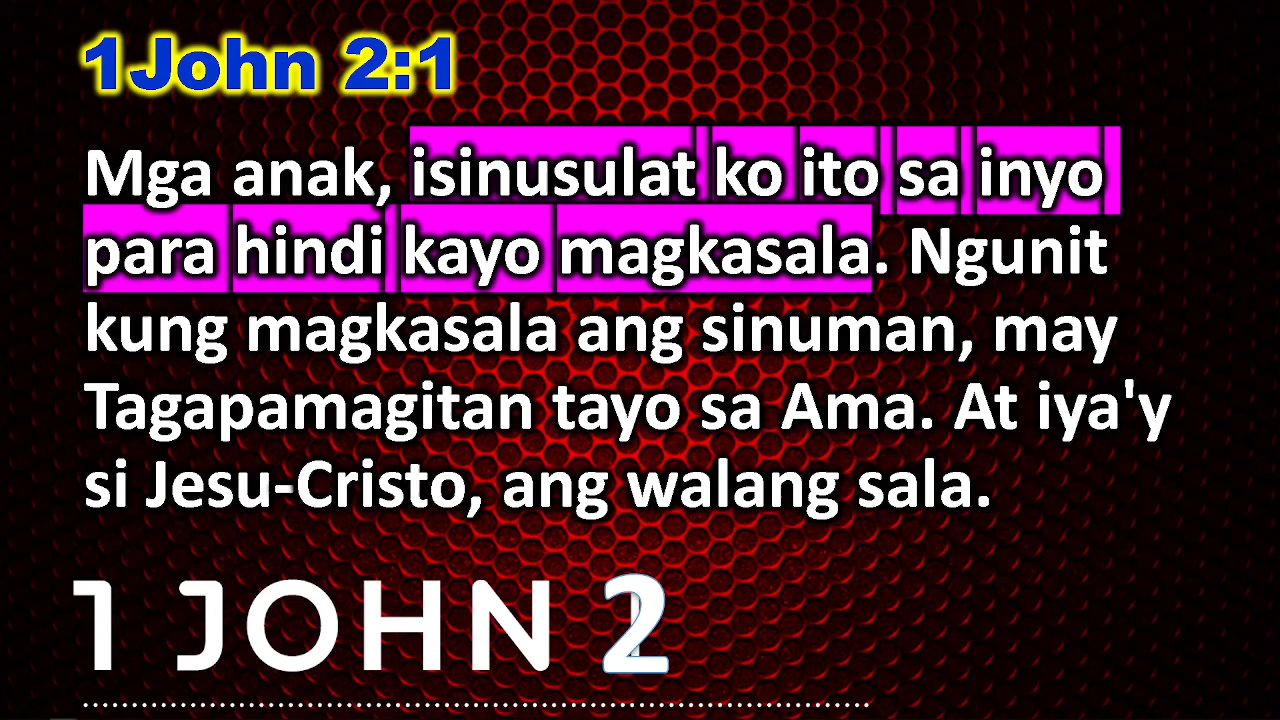 1John 2:1
Mga anak, isinusulat ko ito sa inyo
para hindi kayo magkasala. Ngunit
kung magkasala ang sinuman, may
Tagapamagitan tayo sa Ama. At iya'y
si Jesu-Cristo, ang walang sala.
1 JOHN 2